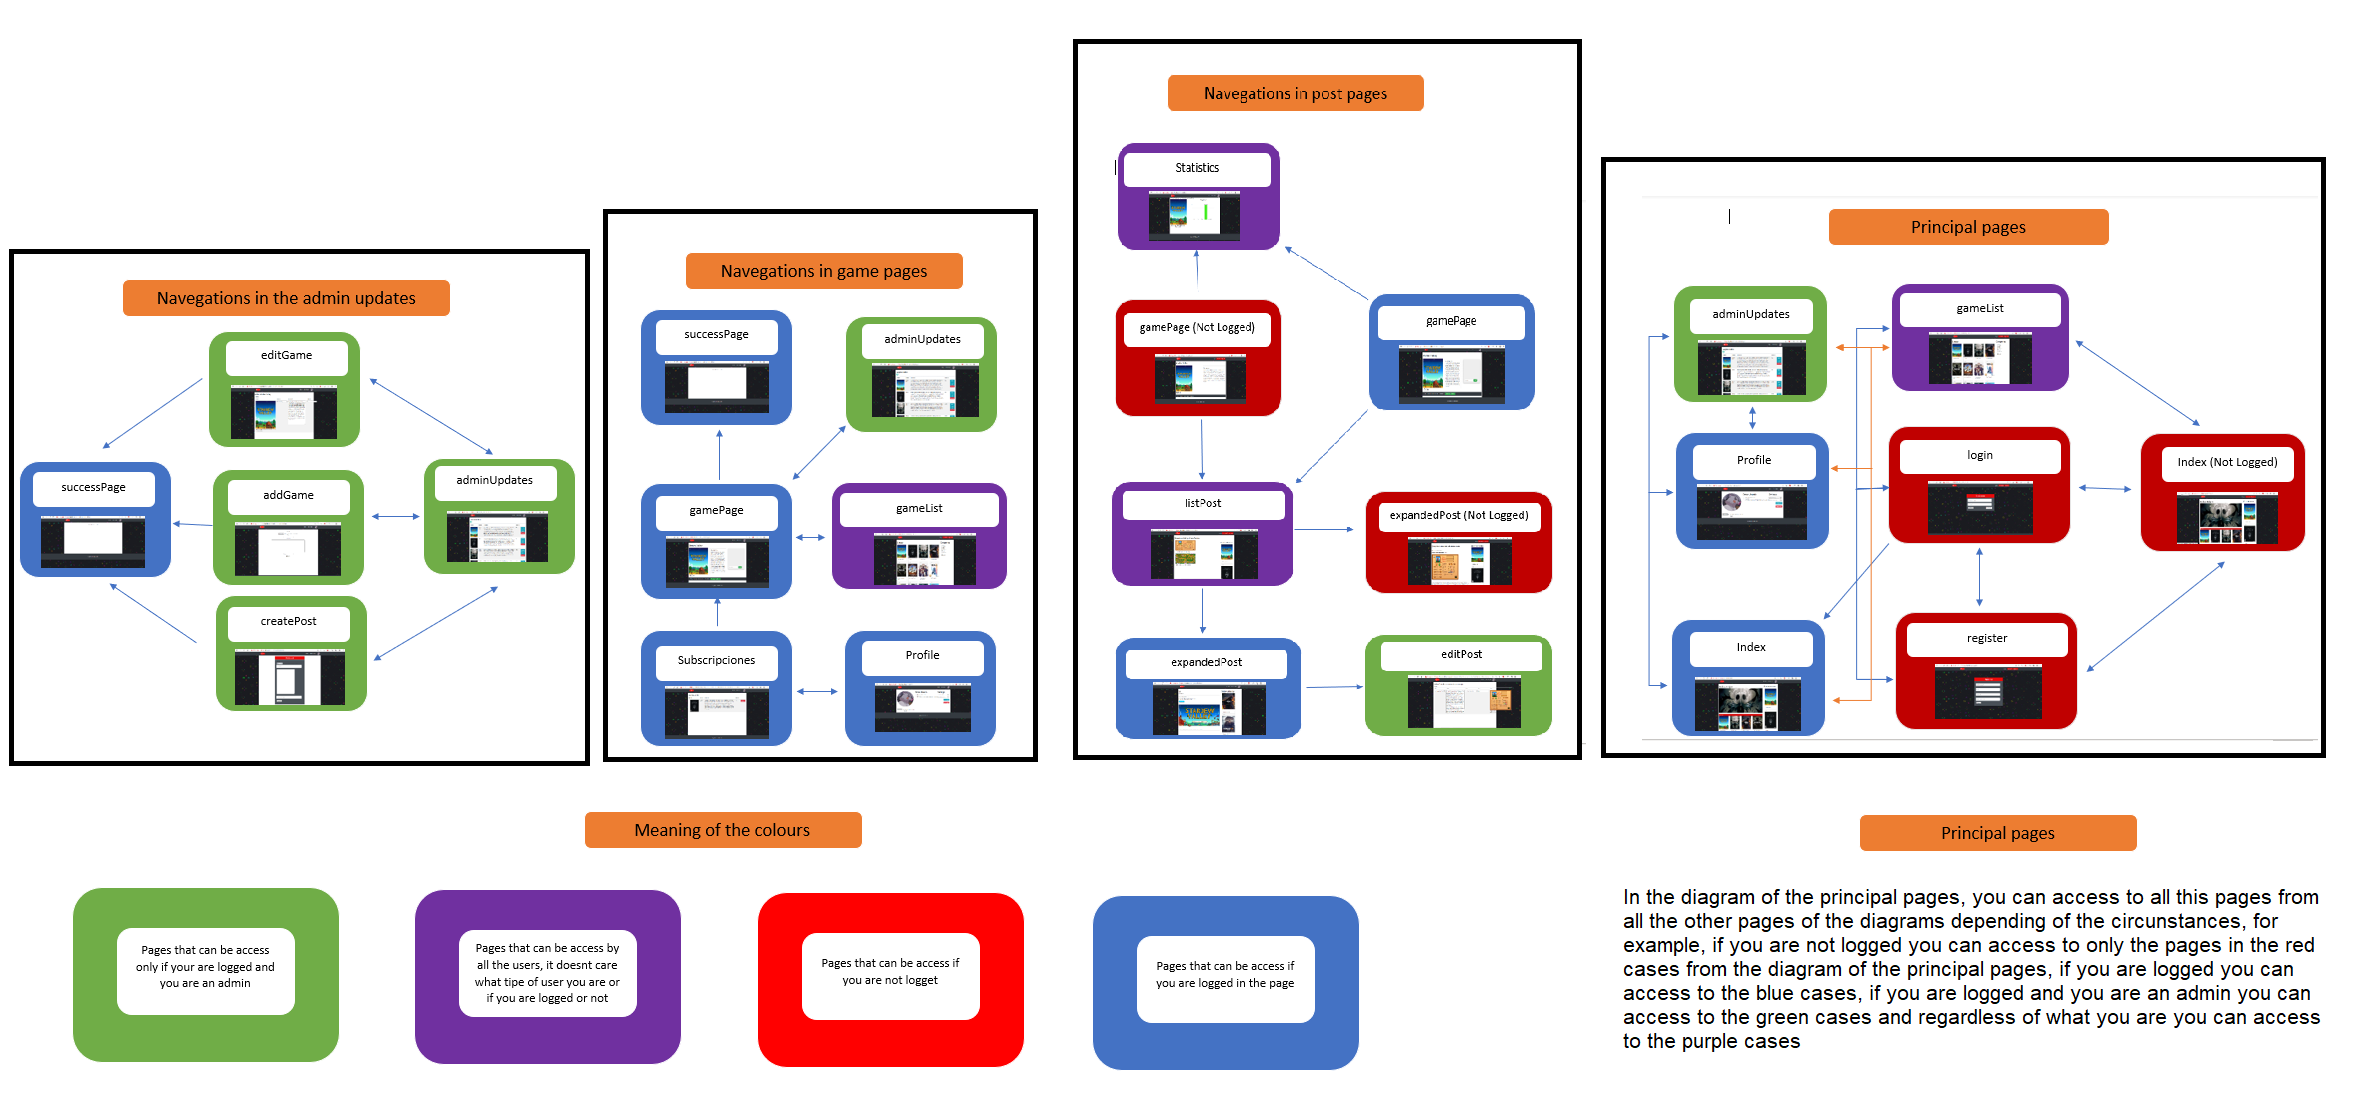 Navegations in the admin updates
editGame
successPage
addGame
adminUpdates
createPost
Navegations in game pages
successPage
adminUpdates
gamePage
gameList
Subscripciones
Profile
Navegations in post pages
Statistics
gamePage (Not Logged)
gamePage
listPost
expandedPost (Not Logged)
expandedPost
editPost
Principal pages
adminUpdates
gameList
Profile
login
Index (Not Logged)
Index
register
Meaning of the colours
Pages that can be access
only if your are logged and
you are an admin
Pages that can be access by
all the users, it doesnt care
what tipe of user you are or
if you are logged or not
Pages that can be access if
you are not logget
Pages that can be access if
you are logged in the page
Principal pages
In the diagram of the principal pages, you can access to all this pages from
all the other pages of the diagrams depending of the circunstances, for
example, if you are not logged you can access to only the pages in the red
cases from the diagram of the principal pages, if you are logged you can
access to the blue cases, if you are logged and you are an admin you can
access to the green cases and regardless of what you are you can access
to the purple cases